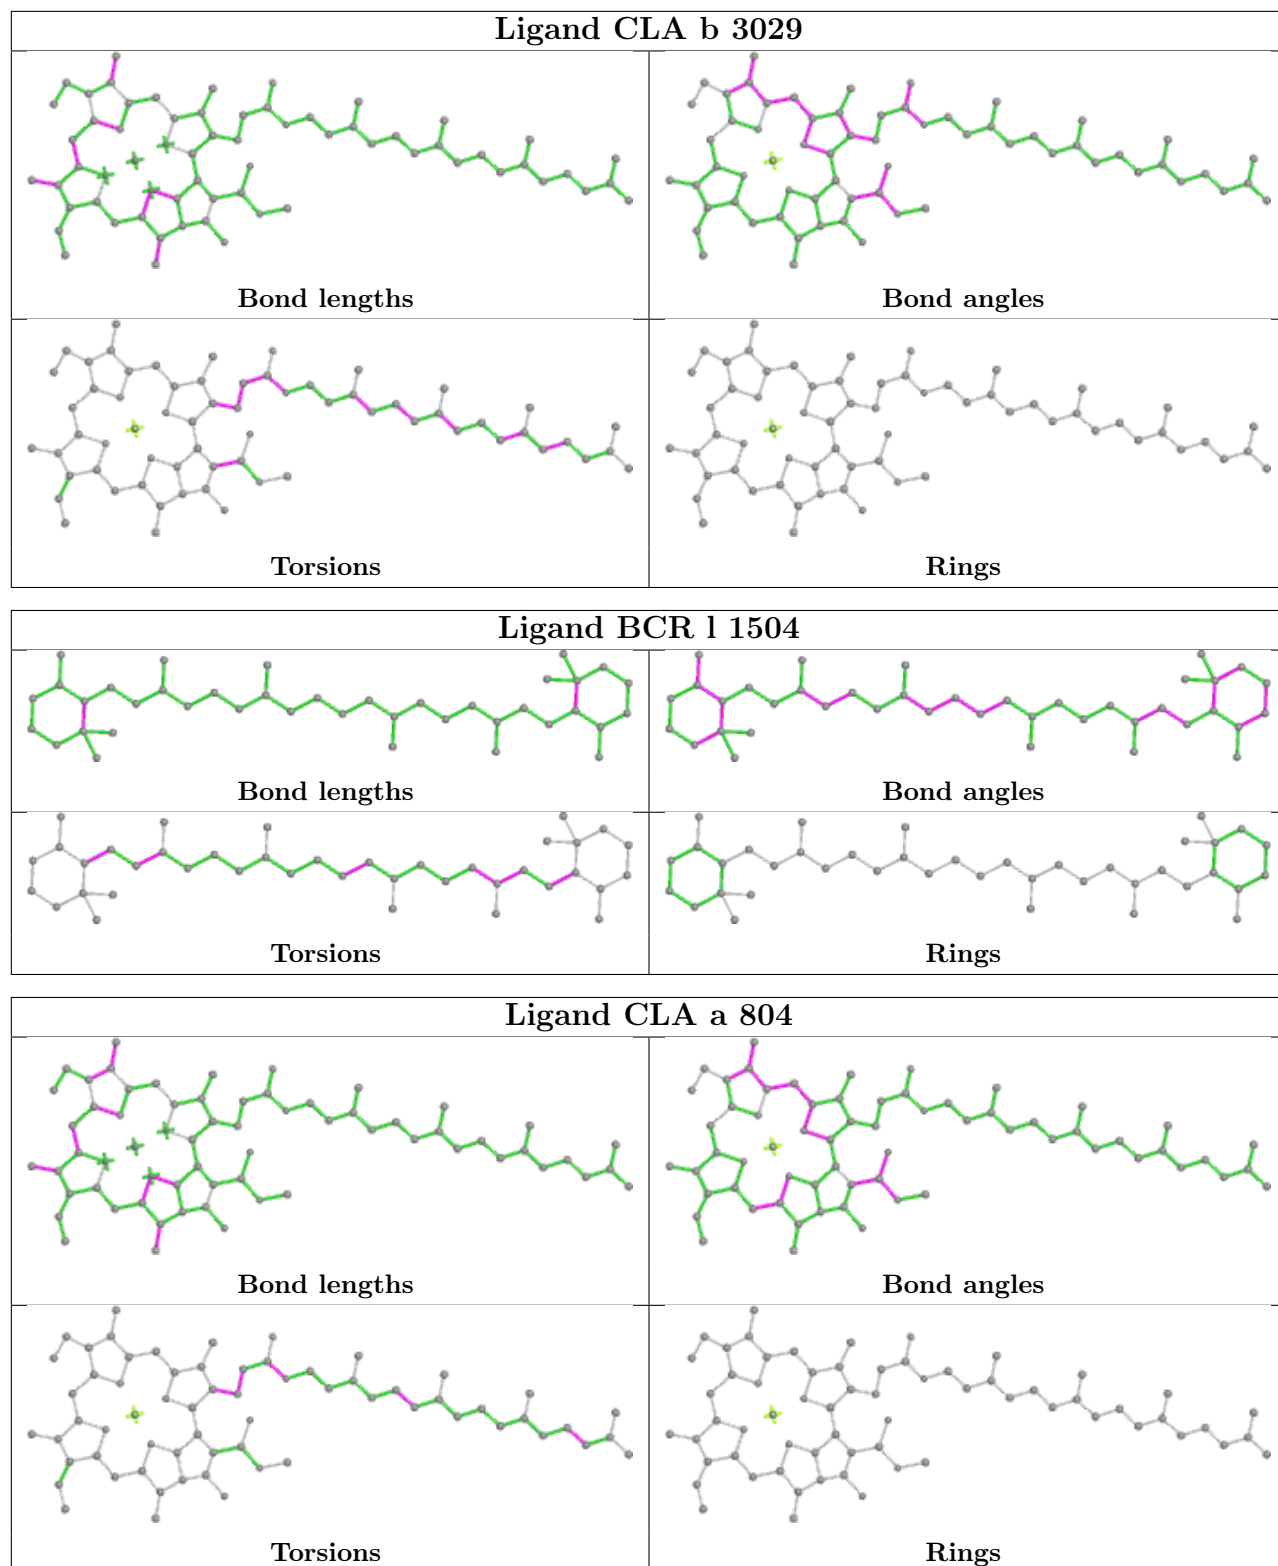 Ligand CLA b 3029
Bond lengths
Bond angles
Torsions
Rings
Ligand BCR l 1504
Bond lengths
Bond angles
Torsions
Rings
Ligand CLA a 804
Bond lengths
Bond angles
Torsions
Rings